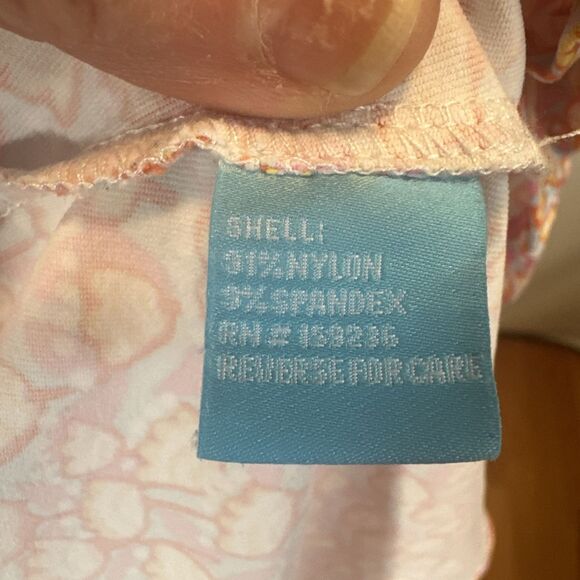 SHELL:
91% NYLON
9% SPANDEX
RN # 158236
REVERSE FOR CARE